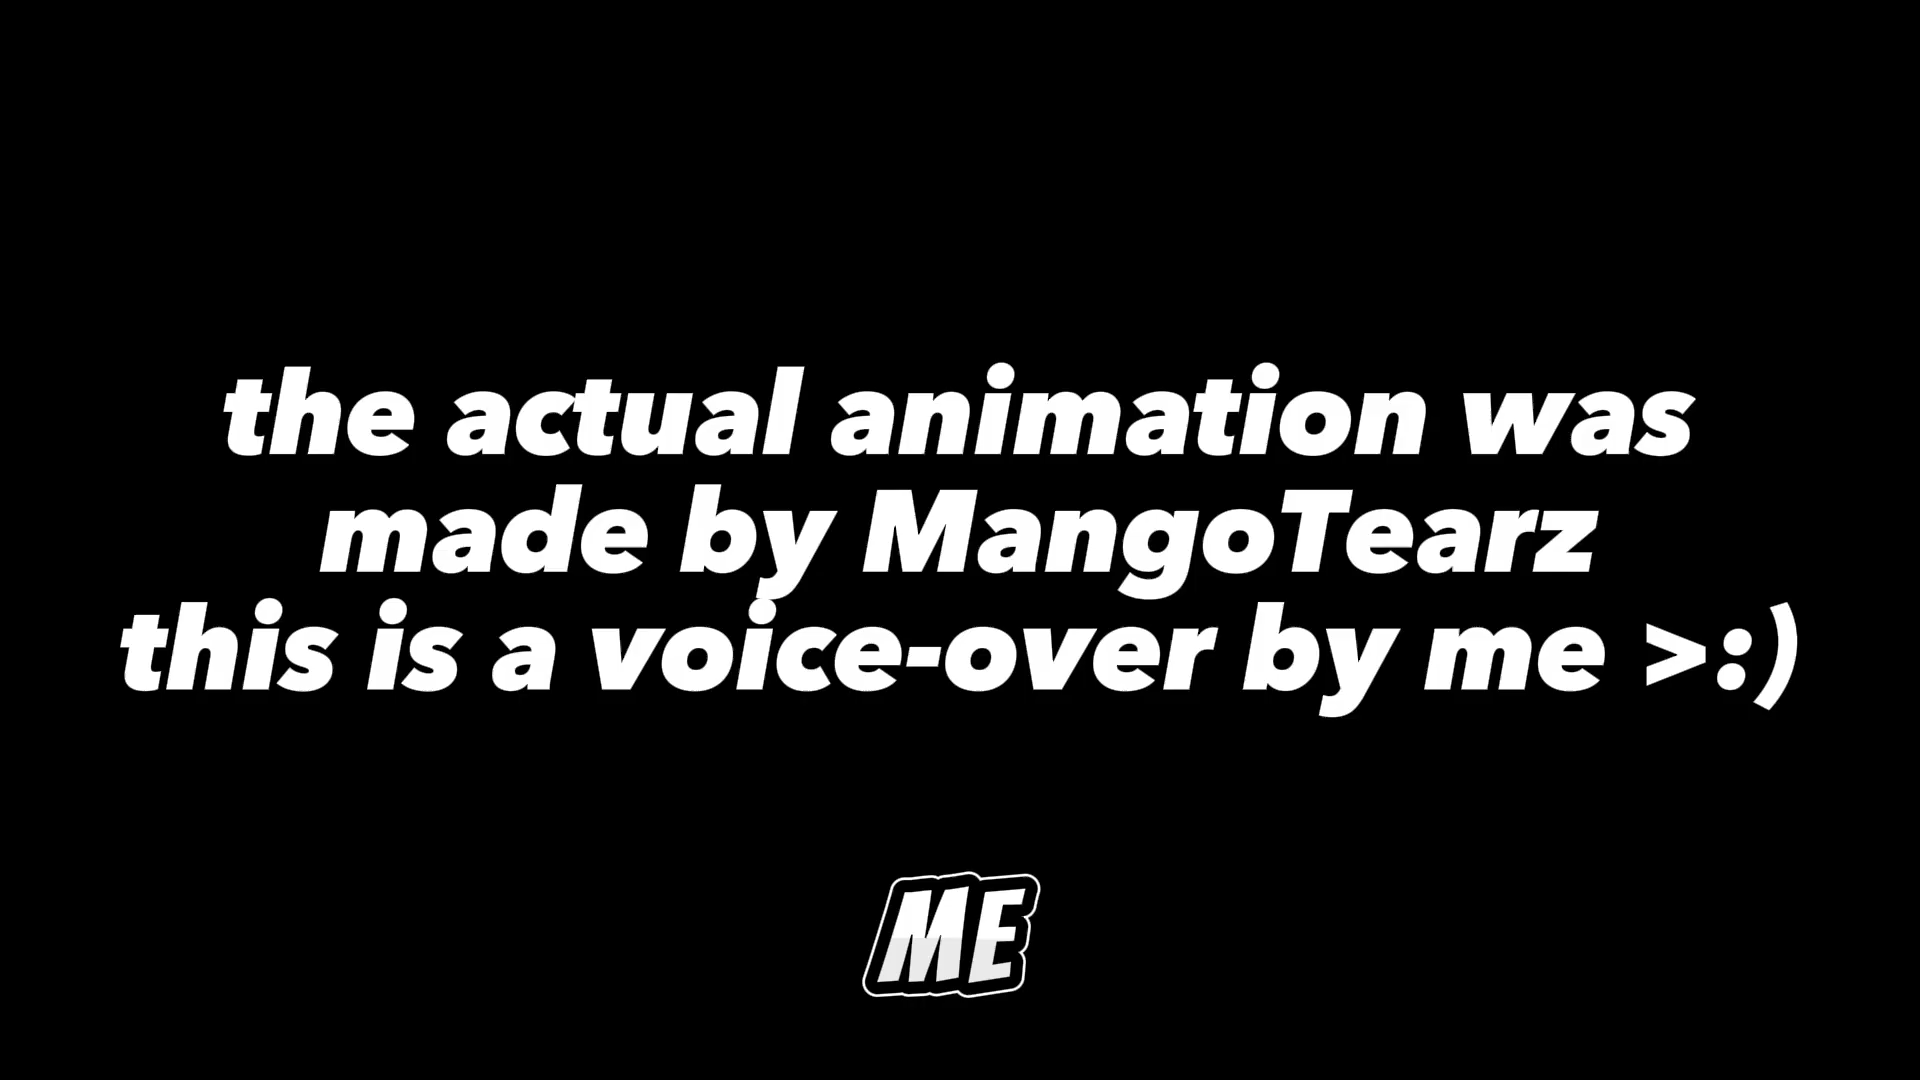 the actual animation was
made by MangoTearz
this is a voice-over by me >:)
ME